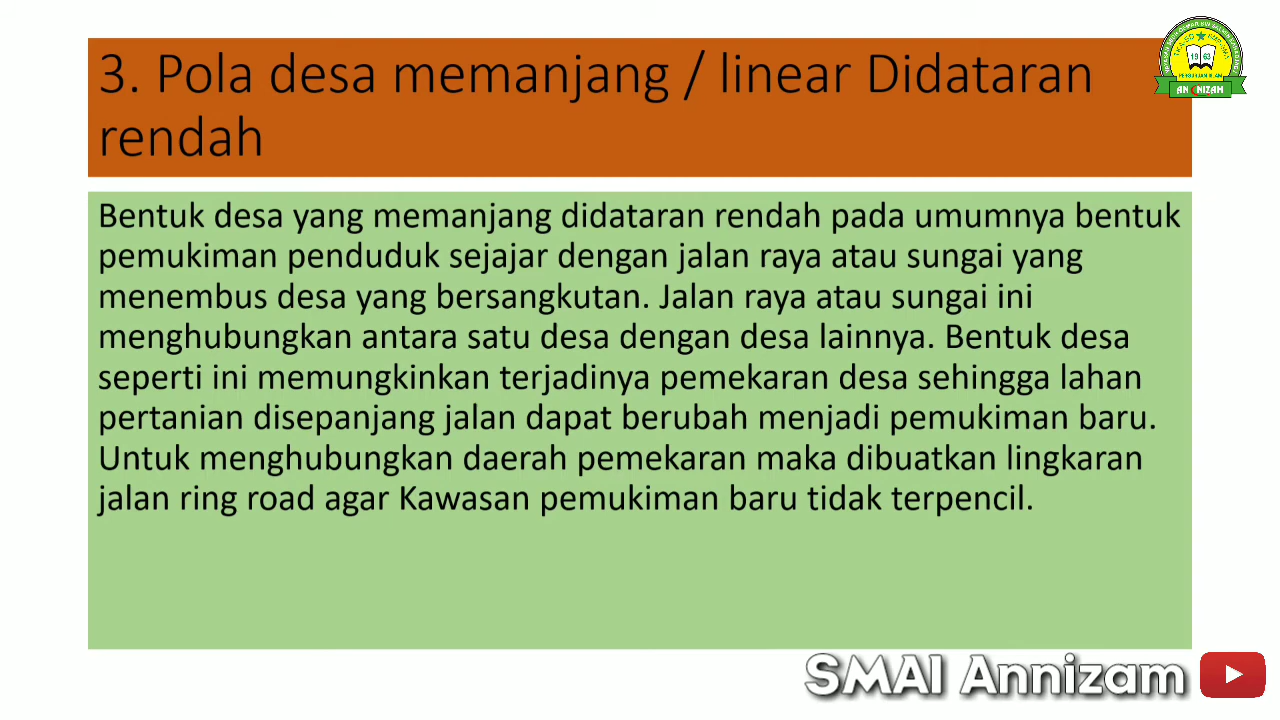 3. Pola desa memanjang / linear Didataran
rendah
Bentuk desa yang memanjang didataran rendah pada umumnya bentuk
pemukiman penduduk sejajar dengan jalan raya atau sungai yang
menembus desa yang bersangkutan. Jalan raya atau sungai ini
menghubungkan antara satu desa dengan desa lainnya. Bentuk desa
seperti ini memungkinkan terjadinya pemekaran desa sehingga lahan
pertanian disepanjang jalan dapat berubah menjadi pemukiman baru.
Untuk menghubungkan daerah pemekaran maka dibuatkan lingkaran
jalan ring road agar Kawasan pemukiman baru tidak terpencil.
19 63
PERGURUAN ISLAM
AN NIZAM
SMAI Annizam